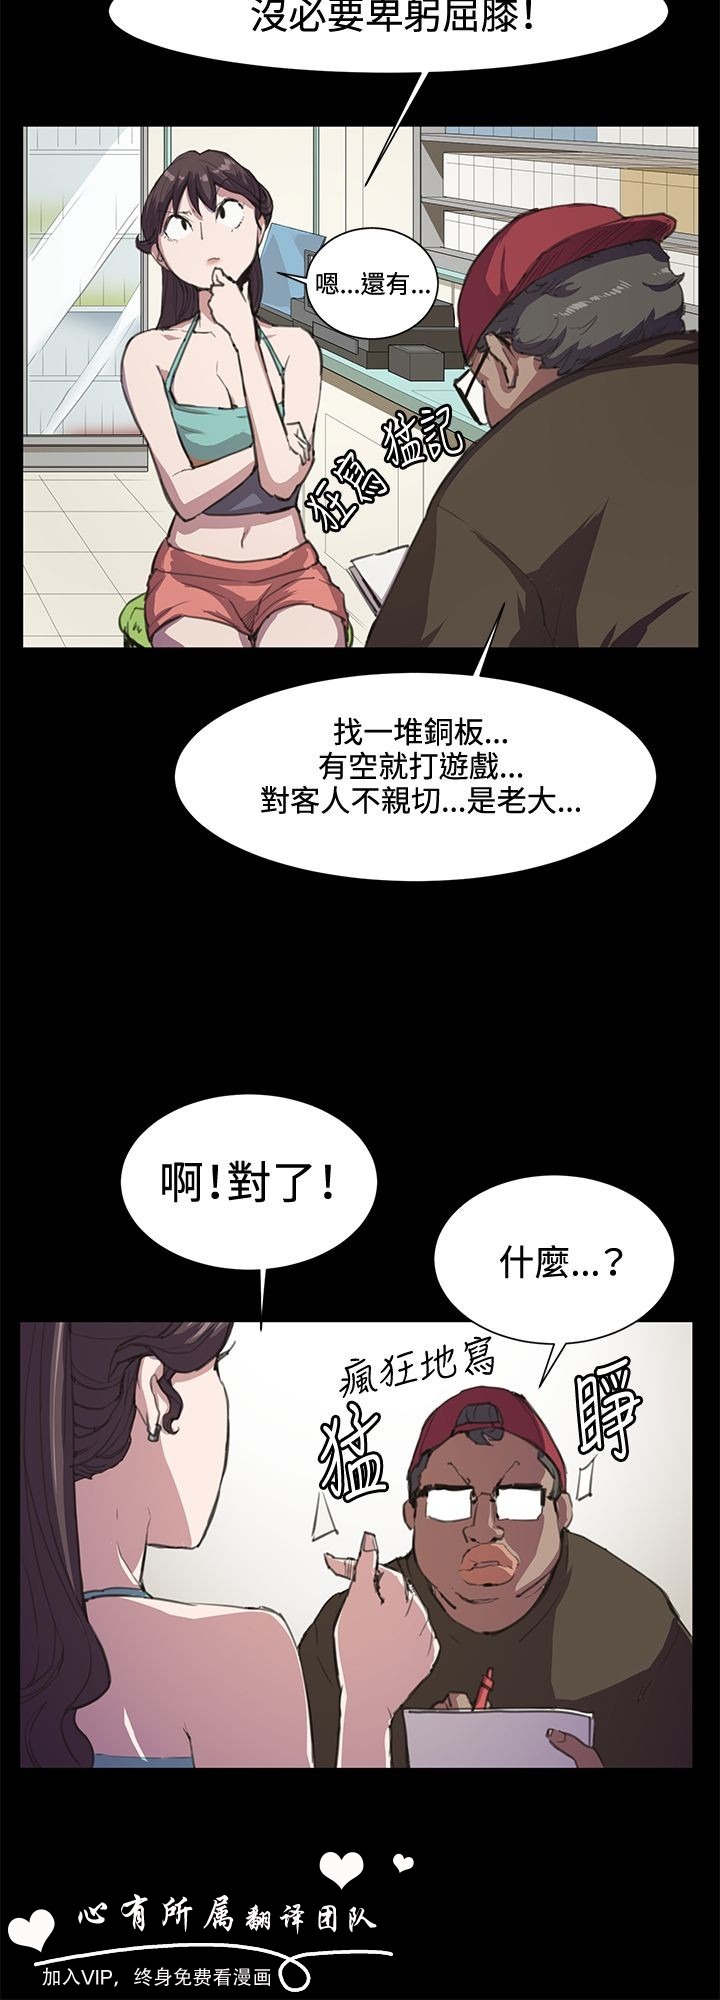 沒必要卑躬屈膝!
嗯...還有...
狂寫 猛記
找一堆銅板...
有空就打遊戲...
對客人不親切...是老大...
啊!對了!
什麼...?
瘋狂地寫
猛
睜
心有所属翻译团队
加入VIP，终身免费看漫画